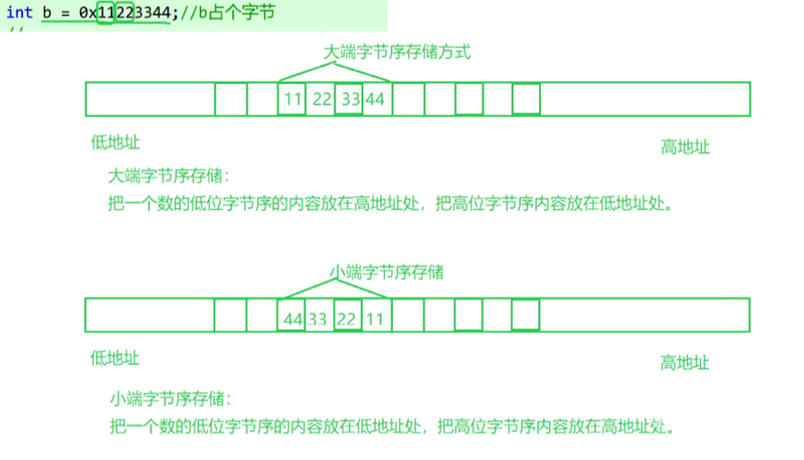 int b = 0x11223344;//b占个字节
//
大端字节序存储方式
11 22 33 44
低地址
高地址
大端字节序存储：
把一个数的低位字节序的内容放在高地址处，把高位字节序内容放在低地址处。
小端字节序存储
44 33 22 11
低地址
高地址
小端字节序存储：
把一个数的低位字节序的内容放在低地址处，把高位字节序内容放在高地址处。